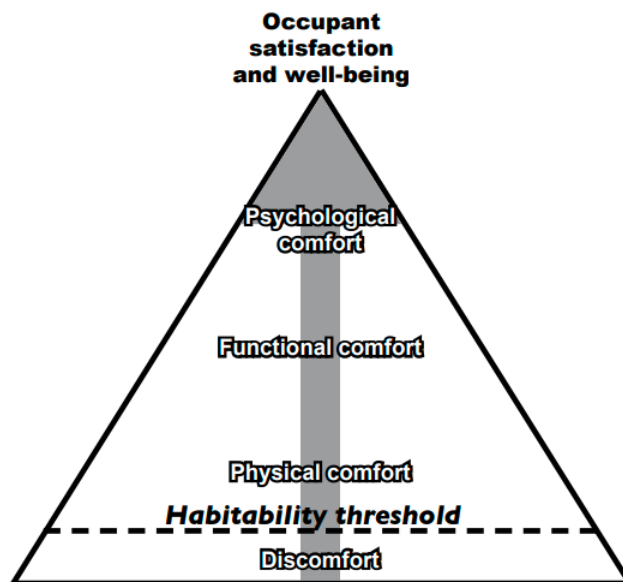 Occupant
satisfaction
and well-being
Psychological
comfort
Functional comfort
Physical comfort
Habitability threshold
Discomfort